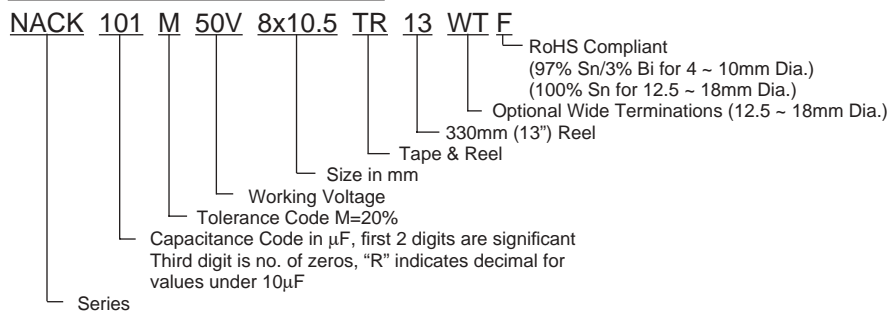 NACK 101 M 50V 8x10.5 TR 13 WT F
RoHS Compliant
(97% Sn/3% Bi for 4 ~ 10mm Dia.)
(100% Sn for 12.5 ~ 18mm Dia.)
Optional Wide Terminations (12.5 ~ 18mm Dia.)
330mm (13") Reel
Tape & Reel
Size in mm
Working Voltage
Tolerance Code M=20%
Capacitance Code in μF, first 2 digits are significant
Third digit is no. of zeros, “R” indicates decimal for
values under 10μF
Series